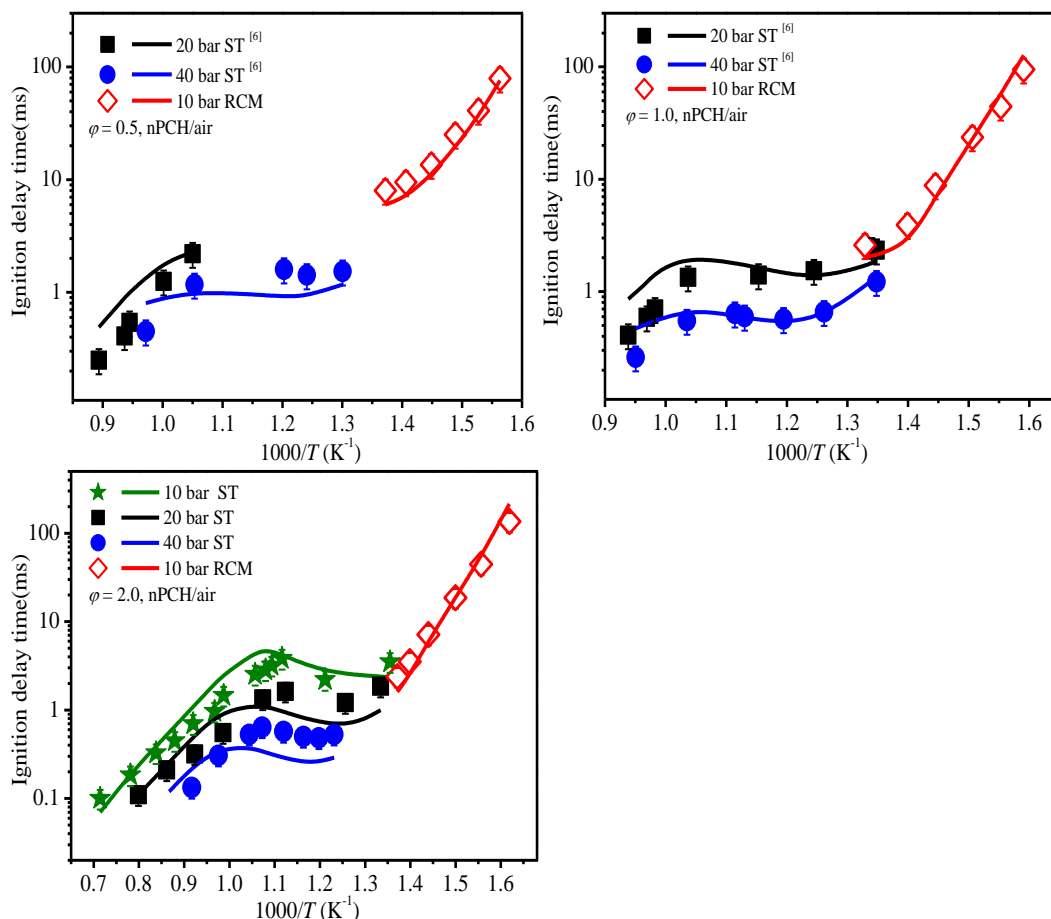 Ignition delay time(ms)
100
10
1
20 bar ST [6]
40 bar ST [6]
10 bar RCM
φ = 0.5, nPCH/air
0.9 1.0 1.1 1.2 1.3 1.4 1.5 1.6
1000/T (K-1)
Ignition delay time(ms)
100
10
1
20 bar ST [6]
40 bar ST [6]
10 bar RCM
φ = 1.0, nPCH/air
0.9 1.0 1.1 1.2 1.3 1.4 1.5 1.6
1000/T (K-1)
Ignition delay time(ms)
100
10
1
0.1
10 bar ST
20 bar ST
40 bar ST
10 bar RCM
φ = 2.0, nPCH/air
0.7 0.8 0.9 1.0 1.1 1.2 1.3 1.4 1.5 1.6
1000/T (K-1)